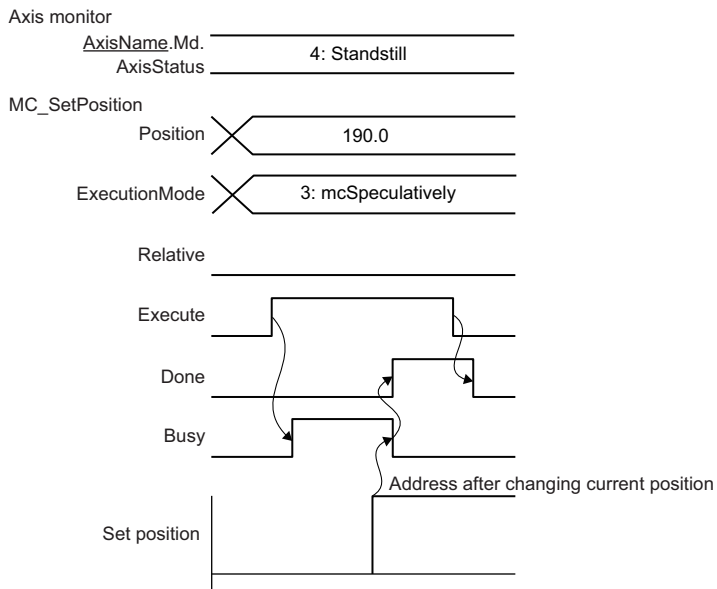 Axis monitor
AxisName.Md.
AxisStatus
4: Standstill
MC_SetPosition
Position
190.0
ExecutionMode
3: mcSpeculatively
Relative
Execute
Done
Busy
Address after changing current position
Set position